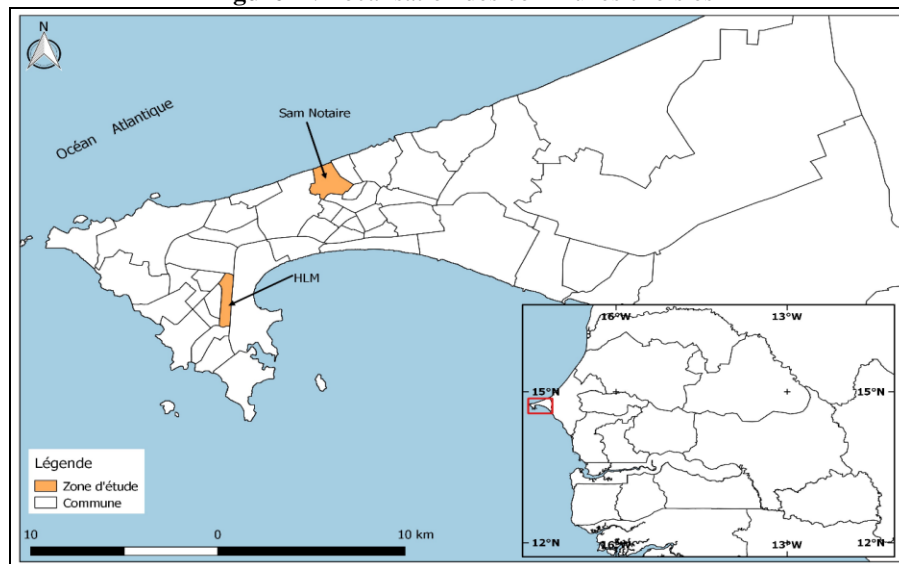 N
Océan Atlantique
Sam Notaire
HLM
Légende
Zone d'étude
Commune
10 0 10 km
16°W 13°W
15°N 15°N
12°N 12°N
16°W 13°W